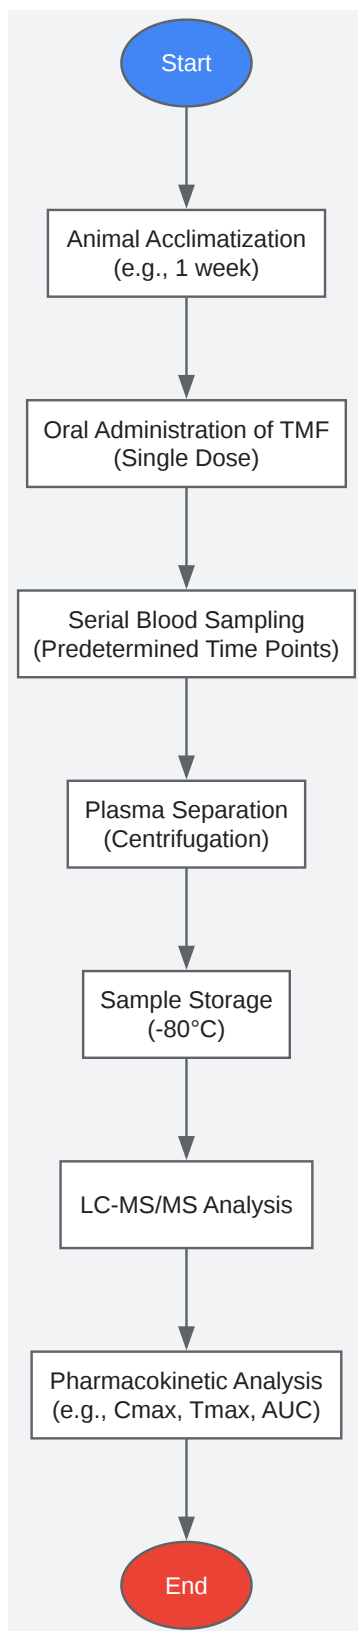 Start
Animal Acclimatization
(e.g., 1 week)
Oral Administration of TMF
(Single Dose)
Serial Blood Sampling
(Predetermined Time Points)
Plasma Separation
(Centrifugation)
Sample Storage
(-80°C)
LC-MS/MS Analysis
Pharmacokinetic Analysis
(e.g., Cmax, Tmax, AUC)
End